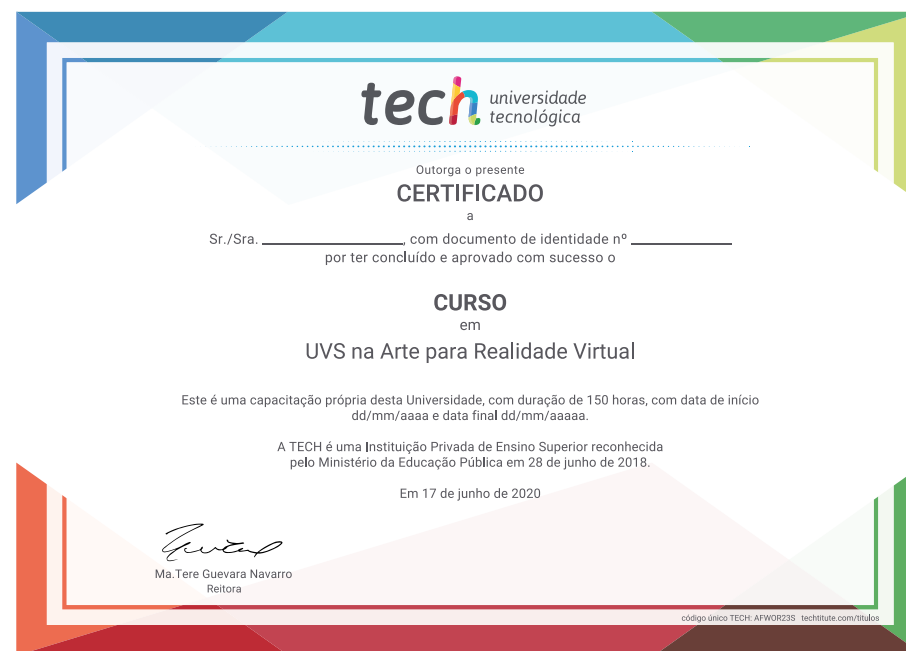 tech universidade
tecnológica
Outorga o presente
CERTIFICADO
a
Sr./Sra. ____________________, com documento de identidade nº ______________
por ter concluído e aprovado com sucesso o
CURSO
em
UVS na Arte para Realidade Virtual
Este é uma capacitação própria desta Universidade, com duração de 150 horas, com data de início
dd/mm/aaaa e data final dd/mm/aaaaa.
A TECH é uma Instituição Privada de Ensino Superior reconhecida
pelo Ministério da Educação Pública em 28 de junho de 2018.
Em 17 de junho de 2020
Ma.Tere Guevara Navarro
Reitora
código único TECH: AFWOR23S techtitute.com/titulos